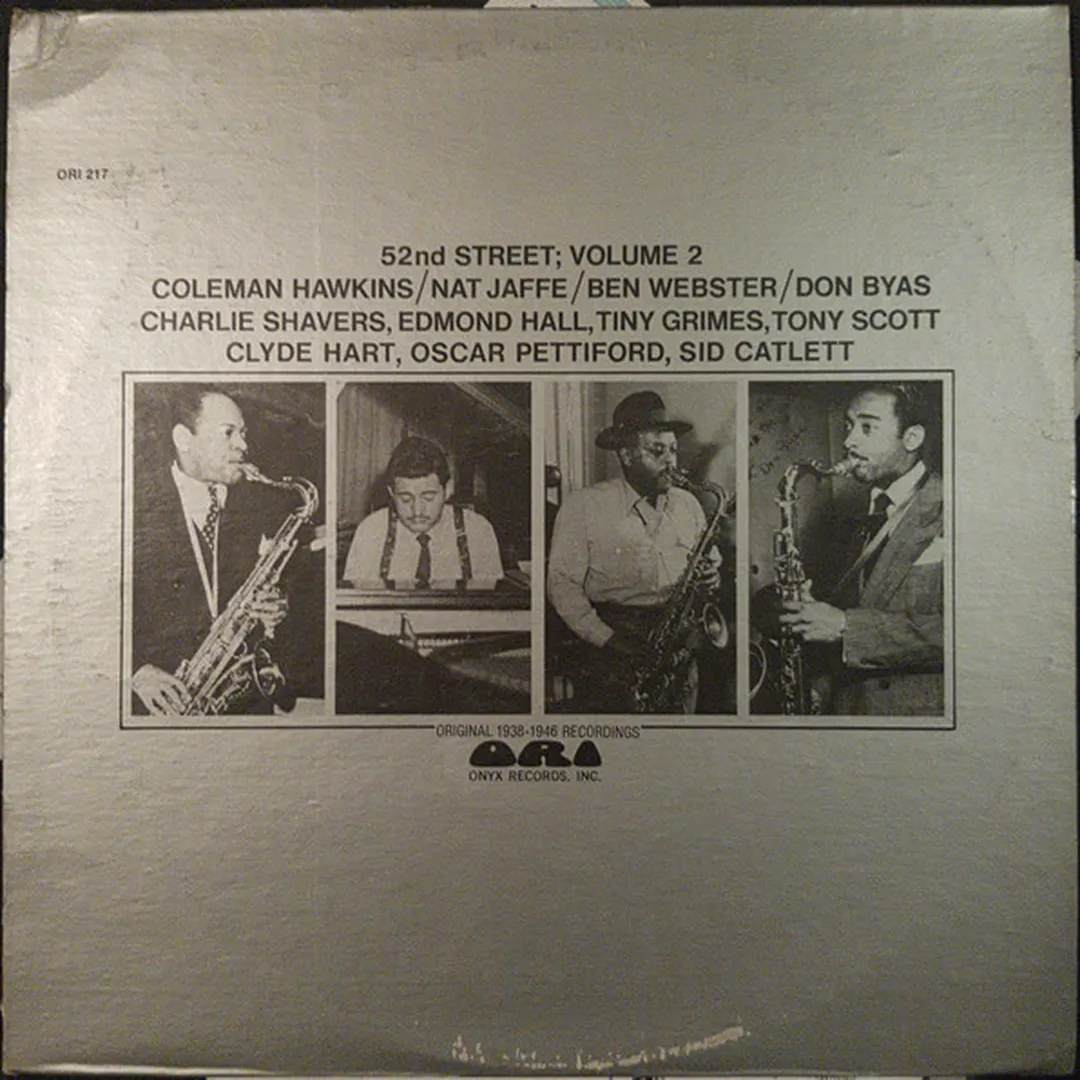 ORI 217
52nd STREET; VOLUME 2
COLEMAN HAWKINS/NAT JAFFE/BEN WEBSTER/DON BYAS
CHARLIE SHAVERS, EDMOND HALL, TINY GRIMES, TONY SCOTT
CLYDE HART, OSCAR PETTIFORD, SID CATLETT
ORIGINAL 1938-1946 RECORDINGS
ORI
ONYX RECORDS, INC.